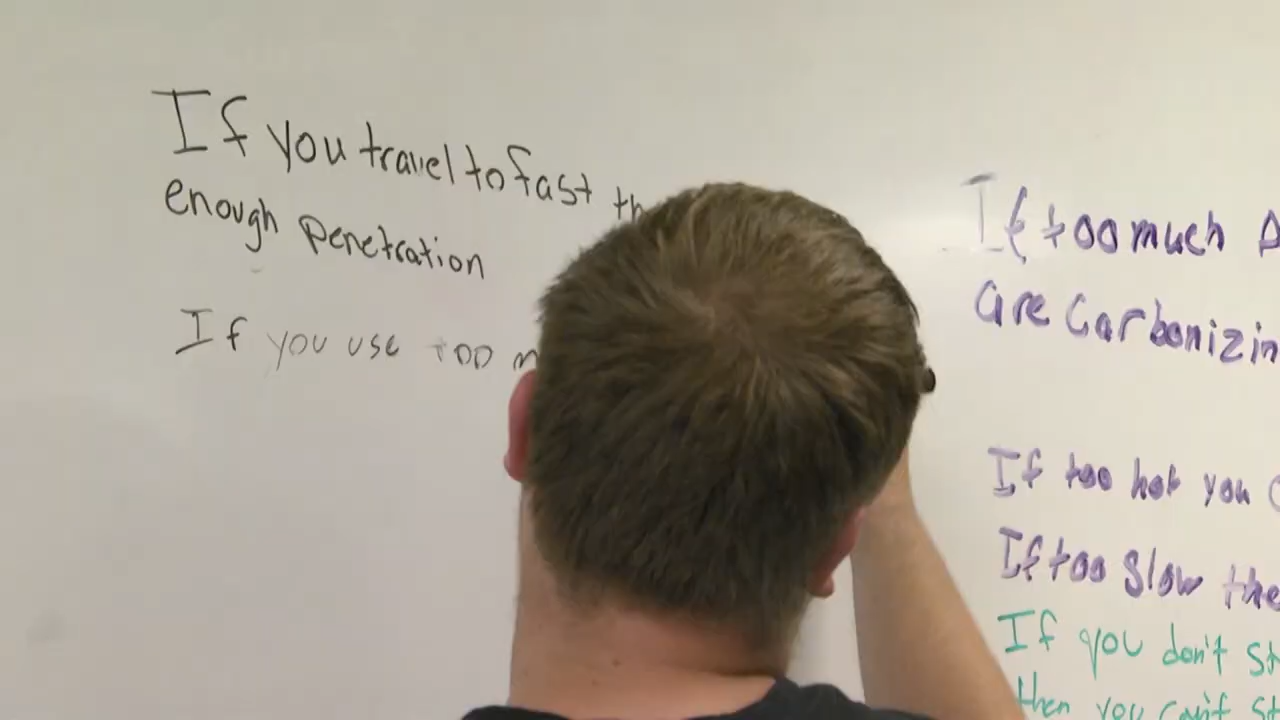 If you travel to fast th
enough penetration
If you use too m
If too much
are Carbonizin
If too hot you
If too Slow the
If you don't St
then you can't st